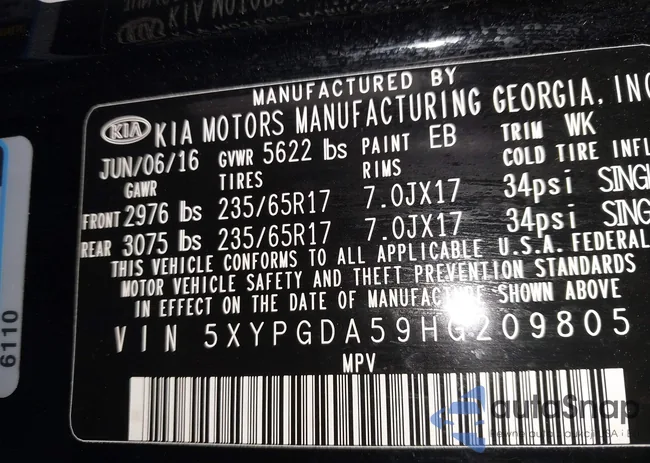 MANUFACTURED BY
KIA KIA MOTORS MANUFACTURING GEORGIA, INC
JUN/06/16 GVWR 5622 lbs PAINT EB TRIM WK
GAWR TIRES RIMS COLD TIRE INFL
FRONT 2976 lbs 235/65R17 7.0JX17 34psi SINGL
REAR 3075 lbs 235/65R17 7.0JX17 34psi SING
THIS VEHICLE CONFORMS TO ALL APPLICABLE U.S.A. FEDERAL
MOTOR VEHICLE SAFETY AND THEFT PREVENTION STANDARDS
IN EFFECT ON THE DATE OF MANUFACTURE SHOWN ABOVE
VIN 5XYPGDA59HG209805
MPV
6110
autoSnap